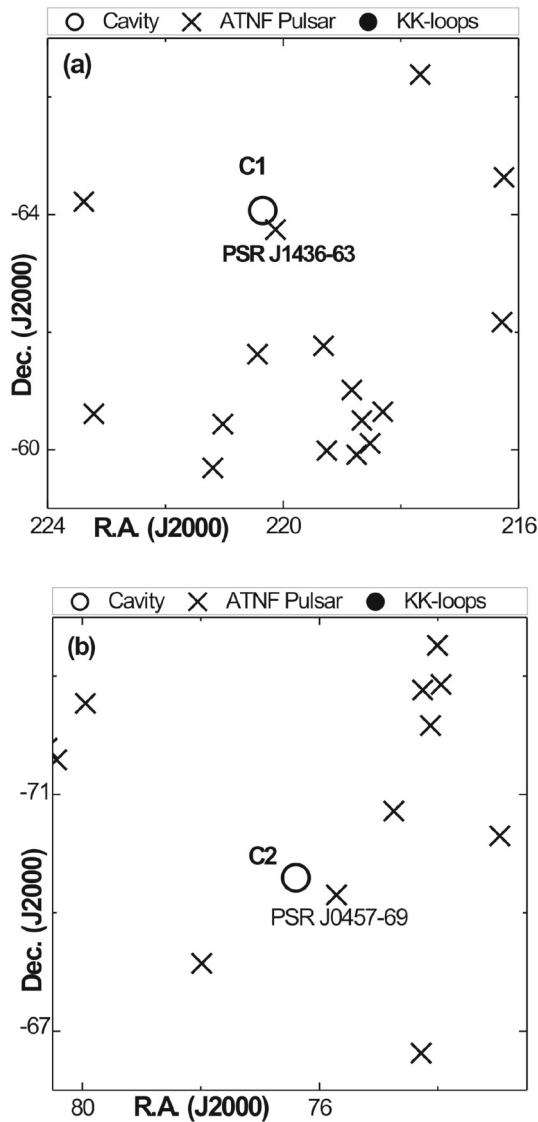 Cavity ATNF Pulsar KK-loops
(a)
C1
-64
PSR J1436-63
Dec. (J2000)
-60
224 R.A. (J2000) 220 216
Cavity ATNF Pulsar KK-loops
(b)
-71
C2
PSR J0457-69
Dec. (J2000)
-67
80 R.A. (J2000) 76